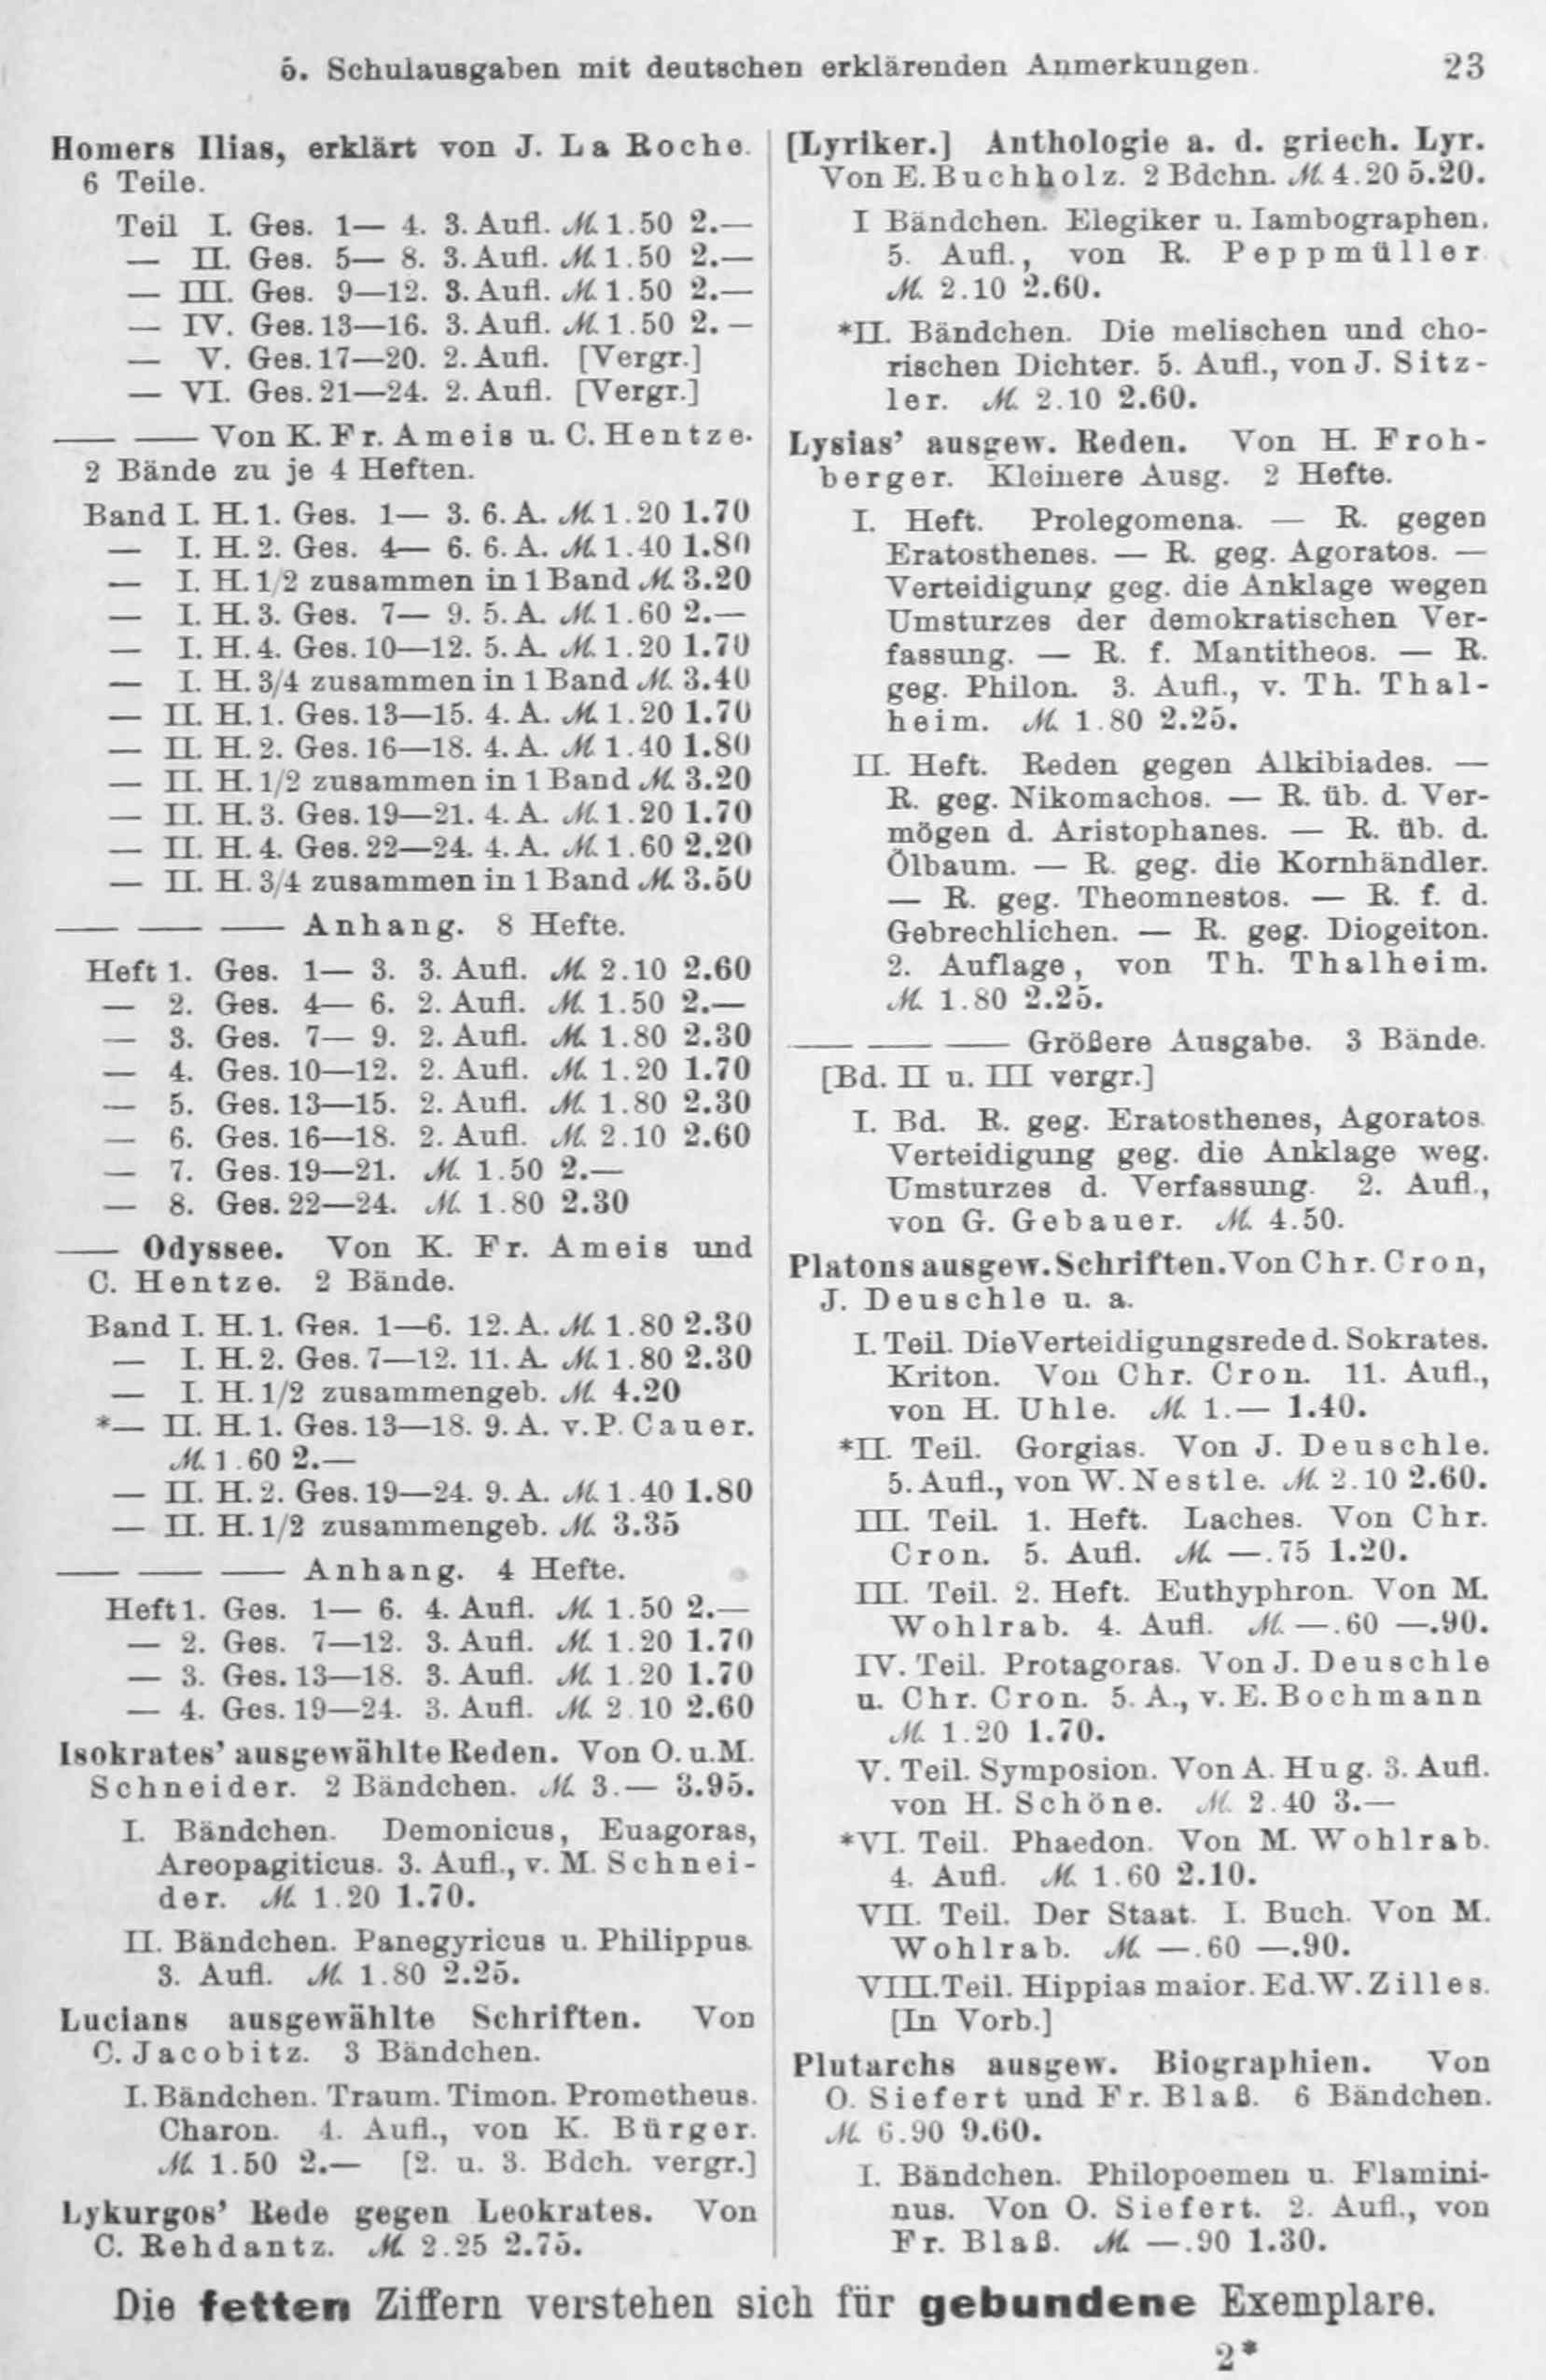 5. Schulausgaben mit deutschen erklärenden Anmerkungen. 23
Homers Ilias, erklärt von J. La Roche.
6 Teile.
Teil I. Ges. 1— 4. 3. Aufl. ℳ 1.50 2.—
— II. Ges. 5— 8. 3. Aufl. ℳ 1.50 2.—
— III. Ges. 9—12. 3. Aufl. ℳ 1.50 2.—
— IV. Ges. 13—16. 3. Aufl. ℳ 1.50 2.—
— V. Ges. 17—20. 2. Aufl. [Vergr.]
— VI. Ges. 21—24. 2. Aufl. [Vergr.]
— — Von K. Fr. Ameis u. C. Hentze.
2 Bände zu je 4 Heften.
Band I. H. 1. Ges. 1— 3. 6. A. ℳ 1.20 1.70
— I. H. 2. Ges. 4— 6. 6. A. ℳ 1.40 1.80
— I. H. 1/2 zusammen in 1 Band ℳ 3.20
— I. H. 3. Ges. 7— 9. 5. A. ℳ 1.60 2.—
— I. H. 4. Ges. 10—12. 5. A. ℳ 1.20 1.70
— I. H. 3/4 zusammen in 1 Band ℳ 3.40
— II. H. 1. Ges. 13—15. 4. A. ℳ 1.20 1.70
— II. H. 2. Ges. 16—18. 4. A. ℳ 1.40 1.80
— II. H. 1/2 zusammen in 1 Band ℳ 3.20
— II. H. 3. Ges. 19—21. 4. A. ℳ 1.20 1.70
— II. H. 4. Ges. 22—24. 4. A. ℳ 1.60 2.20
— II. H. 3/4 zusammen in 1 Band ℳ 3.50
— — — Anhang. 8 Hefte.
Heft 1. Ges. 1— 3. 3. Aufl. ℳ 2.10 2.60
— 2. Ges. 4— 6. 2. Aufl. ℳ 1.50 2.—
— 3. Ges. 7— 9. 2. Aufl. ℳ 1.80 2.30
— 4. Ges. 10—12. 2. Aufl. ℳ 1.20 1.70
— 5. Ges. 13—15. 2. Aufl. ℳ 1.80 2.30
— 6. Ges. 16—18. 2. Aufl. ℳ 2.10 2.60
— 7. Ges. 19—21. ℳ 1.50 2.—
— 8. Ges. 22—24. ℳ 1.80 2.30
— Odyssee. Von K. Fr. Ameis und
C. Hentze. 2 Bände.
Band I. H. 1. Ges. 1—6. 12. A. ℳ 1.80 2.30
— I. H. 2. Ges. 7—12. 11. A. ℳ 1.80 2.30
— I. H. 1/2 zusammengeb. ℳ 4.20
*— II. H. 1. Ges. 13—18. 9. A. v. P. Cauer.
ℳ 1.60 2.—
— II. H. 2. Ges. 19—24. 9. A. ℳ 1.40 1.80
— II. H. 1/2 zusammengeb. ℳ 3.35
— — — Anhang. 4 Hefte.
Heft 1. Ges. 1— 6. 4. Aufl. ℳ 1.50 2.—
— 2. Ges. 7—12. 3. Aufl. ℳ 1.20 1.70
— 3. Ges. 13—18. 3. Aufl. ℳ 1.20 1.70
— 4. Ges. 19—24. 3. Aufl. ℳ 2.10 2.60
Isokrates' ausgewählte Reden. Von O. u. M.
Schneider. 2 Bändchen. ℳ 3.— 3.95.
I. Bändchen. Demonicus, Euagoras,
Areopagiticus. 3. Aufl., v. M. Schnei-
der. ℳ 1.20 1.70.
II. Bändchen. Panegyricus u. Philippus.
3. Aufl. ℳ 1.80 2.25.
Lucians ausgewählte Schriften. Von
C. Jacobitz. 3 Bändchen.
I. Bändchen. Traum. Timon. Prometheus.
Charon. 4. Aufl., von K. Bürger.
ℳ 1.50 2.— [2. u. 3. Bdch. vergr.]
Lykurgos' Rede gegen Leokrates. Von
C. Rehdantz. ℳ 2.25 2.75.
[Lyriker.] Anthologie a. d. griech. Lyr.
Von E. Buchholz. 2 Bdchn. ℳ 4.20 5.20.
I Bändchen. Elegiker u. Iambographen.
5. Aufl., von R. Peppmüller
ℳ 2.10 2.60.
*II. Bändchen. Die melischen und cho-
rischen Dichter. 5. Aufl., von J. Sitz-
ler. ℳ 2.10 2.60.
Lysias' ausgew. Reden. Von H. Froh-
berger. Kleinere Ausg. 2 Hefte.
I. Heft. Prolegomena. — R. gegen
Eratosthenes. — R. geg. Agoratos. —
Verteidigung geg. die Anklage wegen
Umsturzes der demokratischen Ver-
fassung. — R. f. Mantitheos. — R.
geg. Philon. 3. Aufl., v. Th. Thal-
heim. ℳ 1.80 2.25.
II. Heft. Reden gegen Alkibiades. —
R. geg. Nikomachos. — R. üb. d. Ver-
mögen d. Aristophanes. — R. üb. d.
Ölbaum. — R. geg. die Kornhändler.
— R. geg. Theomnestos. — R. f. d.
Gebrechlichen. — R. geg. Diogeiton.
2. Auflage, von Th. Thalheim.
ℳ 1.80 2.25.
— — — Größere Ausgabe. 3 Bände.
[Bd. II u. III vergr.]
I. Bd. R. geg. Eratosthenes, Agoratos.
Verteidigung geg. die Anklage weg.
Umsturzes d. Verfassung. 2. Aufl.,
von G. Gebauer. ℳ 4.50.
Platons ausgew. Schriften. Von Chr. Cron,
J. Deuschle u. a.
I. Teil. Die Verteidigungsrede d. Sokrates.
Kriton. Von Chr. Cron. 11. Aufl.,
von H. Uhle. ℳ 1.— 1.40.
*II. Teil. Gorgias. Von J. Deuschle.
5. Aufl., von W. Nestle. ℳ 2.10 2.60.
III. Teil. 1. Heft. Laches. Von Chr.
Cron. 5. Aufl. ℳ —.75 1.20.
III. Teil. 2. Heft. Euthyphron. Von M.
Wohlrab. 4. Aufl. ℳ —.60 —.90.
IV. Teil. Protagoras. Von J. Deuschle
u. Chr. Cron. 5. A., v. E. Bochmann
ℳ 1.20 1.70.
V. Teil. Symposion. Von A. Hug. 3. Aufl.
von H. Schöne. ℳ 2.40 3.—
*VI. Teil. Phaedon. Von M. Wohlrab.
4. Aufl. ℳ 1.60 2.10.
VII. Teil. Der Staat. I. Buch. Von M.
Wohlrab. ℳ —.60 —.90.
VIII. Teil. Hippias maior. Ed. W. Zilles.
[In Vorb.]
Plutarchs ausgew. Biographien. Von
O. Siefert und Fr. Blaß. 6 Bändchen.
ℳ 6.90 9.60.
I. Bändchen. Philopoemen u. Flamini-
nus. Von O. Siefert. 2. Aufl., von
Fr. Blaß. ℳ —.90 1.30.
Die fetten Ziffern verstehen sich für gebundene Exemplare.
2*